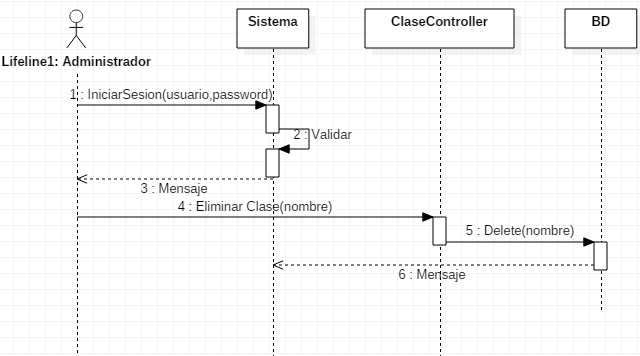 Sistema
ClaseController
BD
Lifeline1: Administrador
1 : IniciarSesion(usuario,password)
2 : Validar
3 : Mensaje
4 : Eliminar Clase(nombre)
5 : Delete(nombre)
6 : Mensaje